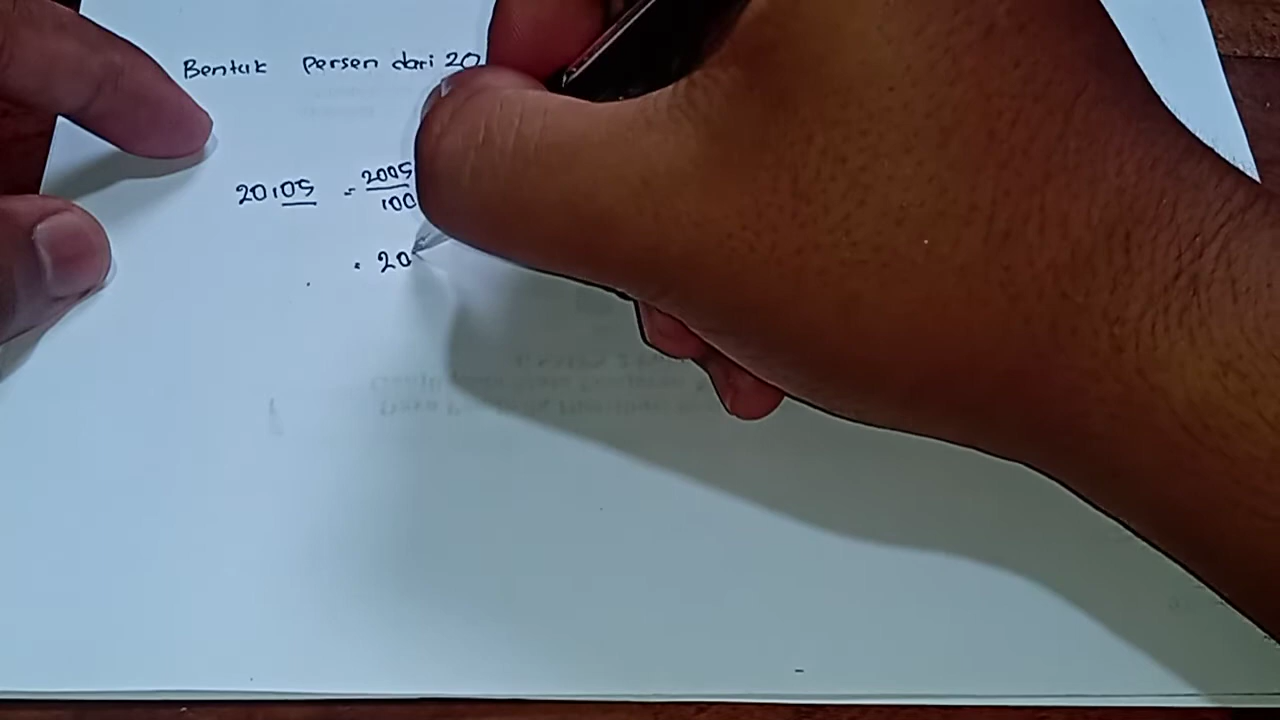 Bentuk persen dari 20
20,05 = 2005/100
= 20